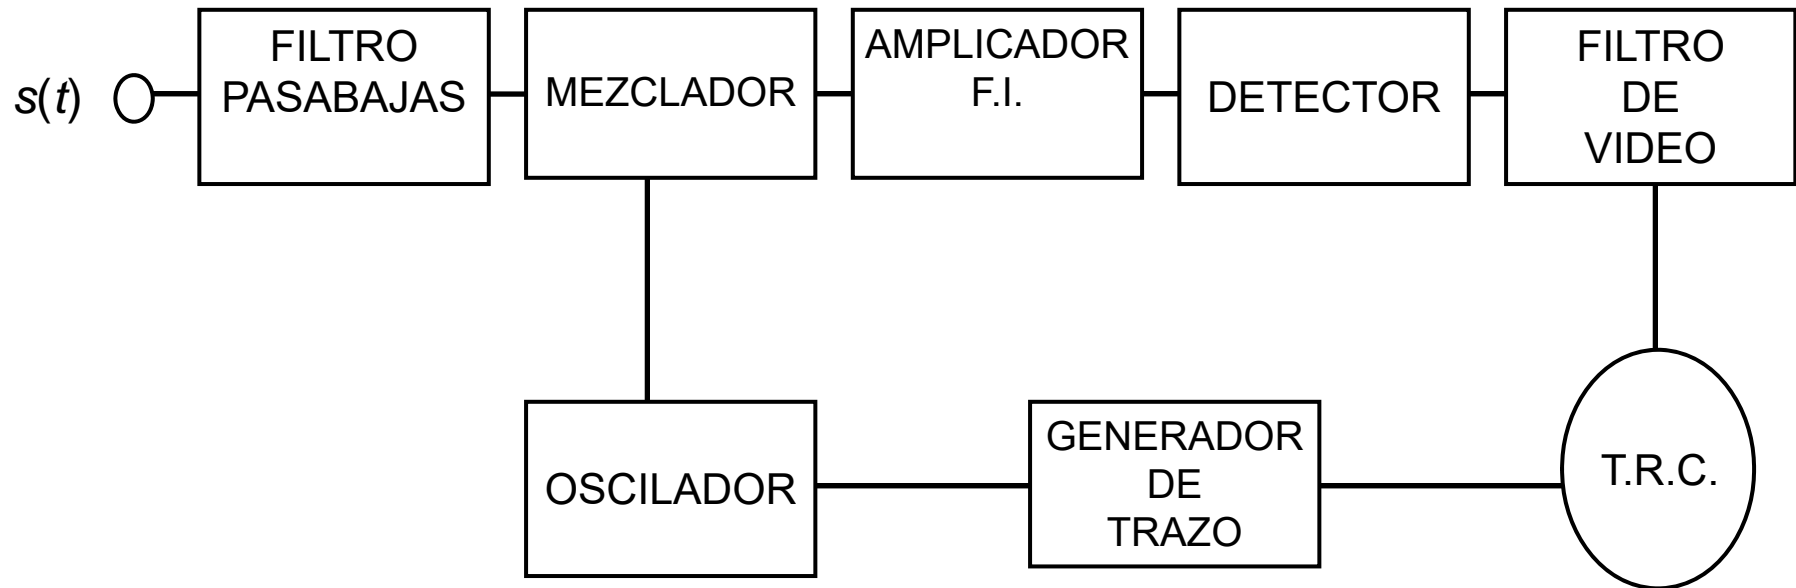 s(t)
FILTRO
PASABAJAS
MEZCLADOR
AMPLICADOR
F.I.
DETECTOR
FILTRO
DE
VIDEO
OSCILADOR
GENERADOR
DE
TRAZO
T.R.C.